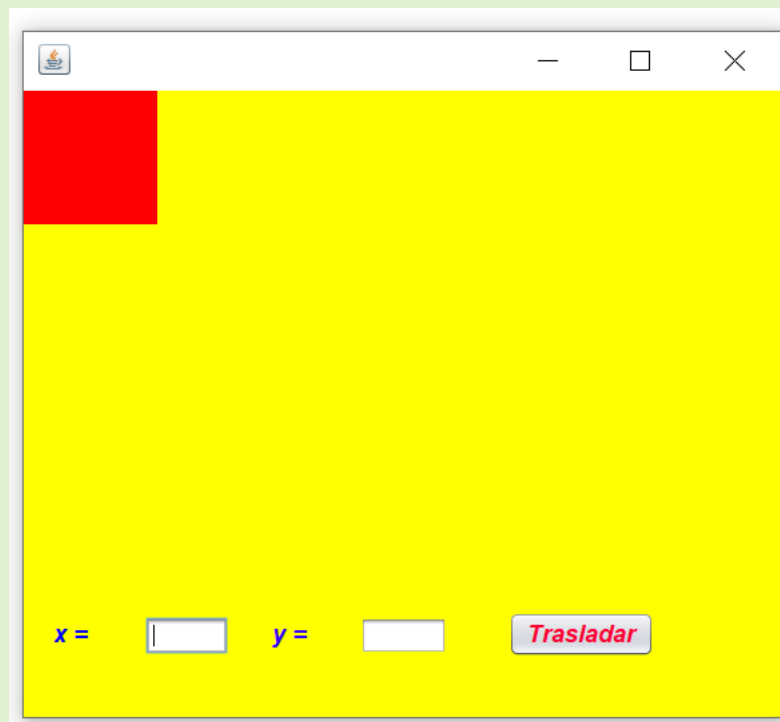 x = y = Trasladar